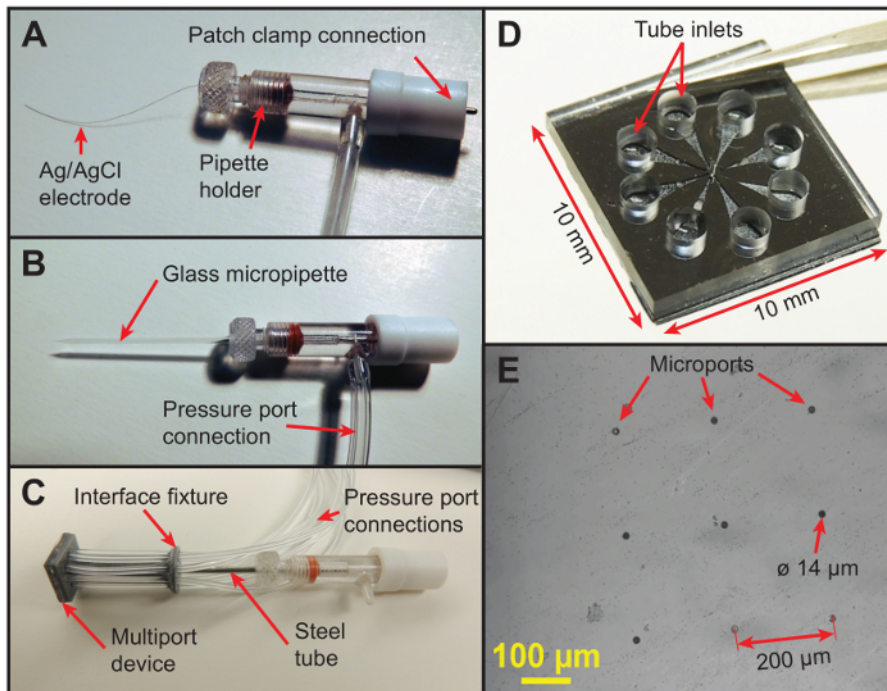 A
Patch clamp connection
Ag/AgCl
electrode
Pipette
holder
B
Glass micropipette
Pressure port
connection
C
Interface fixture
Pressure port
connections
Multiport
device
Steel
tube
D
Tube inlets
10 mm
10 mm
E
Microports
ø 14 µm
100 µm
200 µm